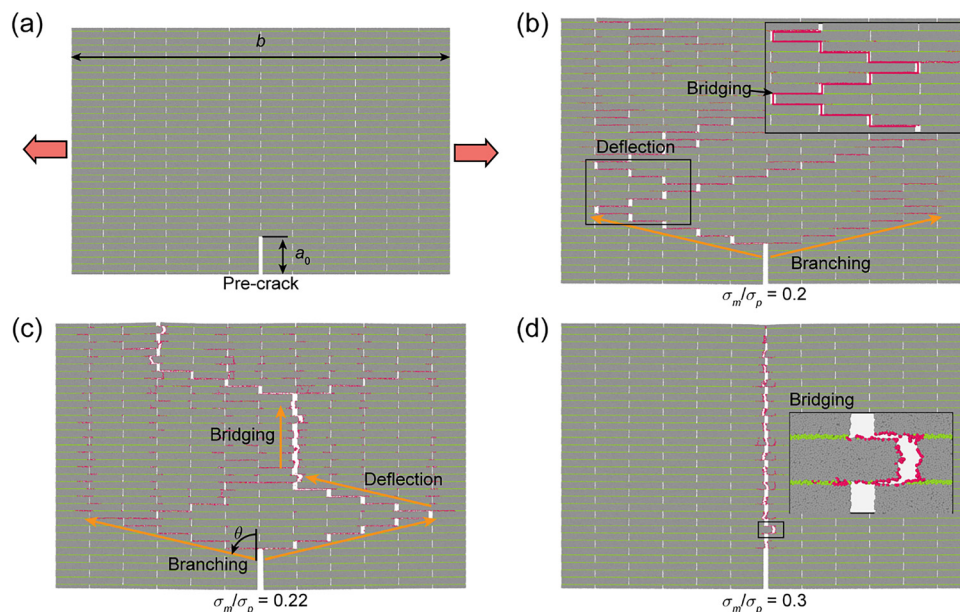 (a)
b
a₀
Pre-crack
(b)
Bridging
Deflection
Branching
σₘ/σₚ = 0.2
(c)
Bridging
Deflection
θ
Branching
σₘ/σₚ = 0.22
(d)
Bridging
σₘ/σₚ = 0.3